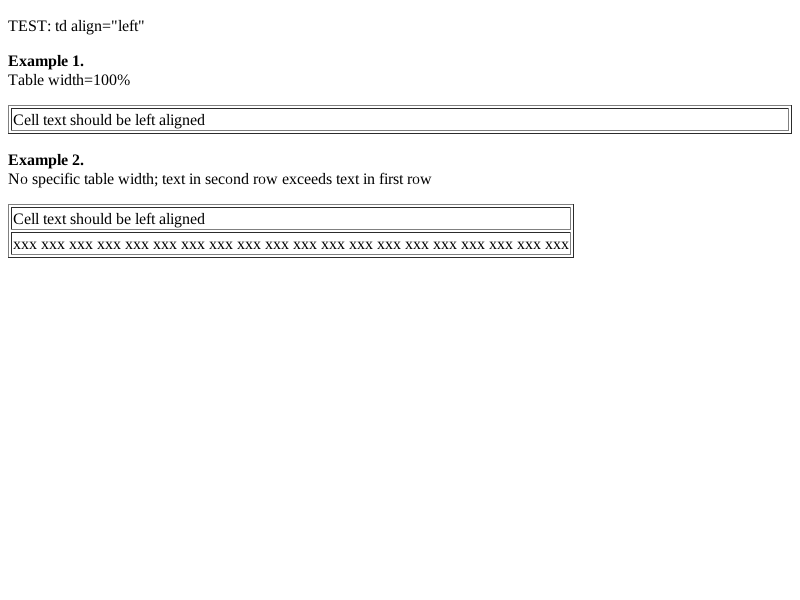 TEST: td align="left"
Example 1.
Table width=100%
Cell text should be left aligned
Example 2.
No specific table width; text in second row exceeds text in first row
Cell text should be left aligned
xxx xxx xxx xxx xxx xxx xxx xxx xxx xxx xxx xxx xxx xxx xxx xxx xxx xxx xxx xxx